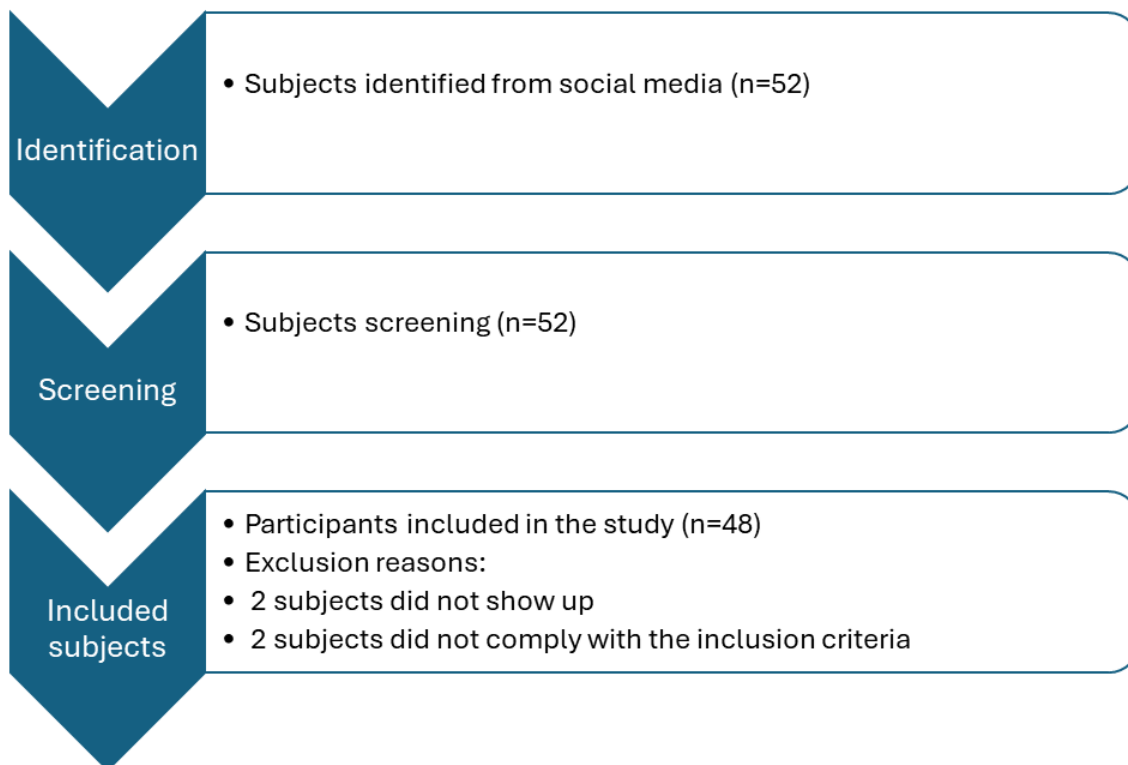 Identification
• Subjects identified from social media (n=52)
Screening
• Subjects screening (n=52)
Included
subjects
• Participants included in the study (n=48)
• Exclusion reasons:
• 2 subjects did not show up
• 2 subjects did not comply with the inclusion criteria